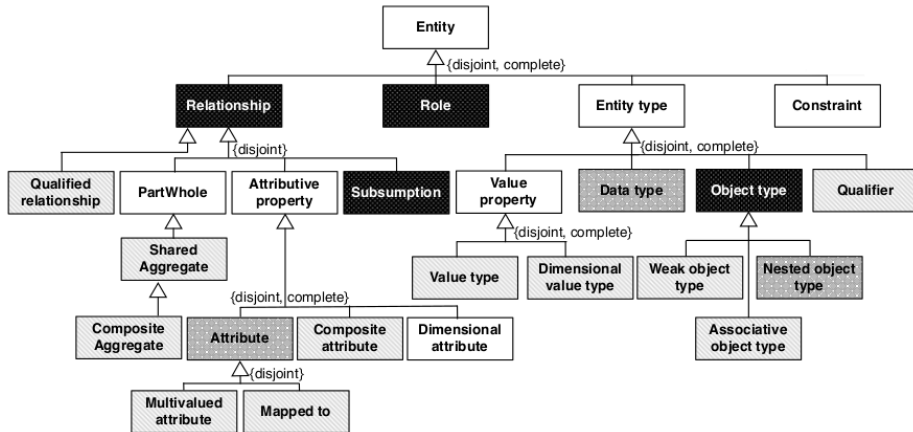 Entity
{disjoint, complete}
Relationship
Role
Entity type
Constraint
{disjoint}
{disjoint, complete}
Qualified
relationship
PartWhole
Attributive
property
Subsumption
Value
property
Data type
Object type
Qualifier
{disjoint, complete}
Shared
Aggregate
Value type
Dimensional
value type
Weak object
type
Nested object
type
{disjoint, complete}
Composite
Aggregate
Attribute
Composite
attribute
Dimensional
attribute
Associative
object type
{disjoint}
Multivalued
attribute
Mapped to